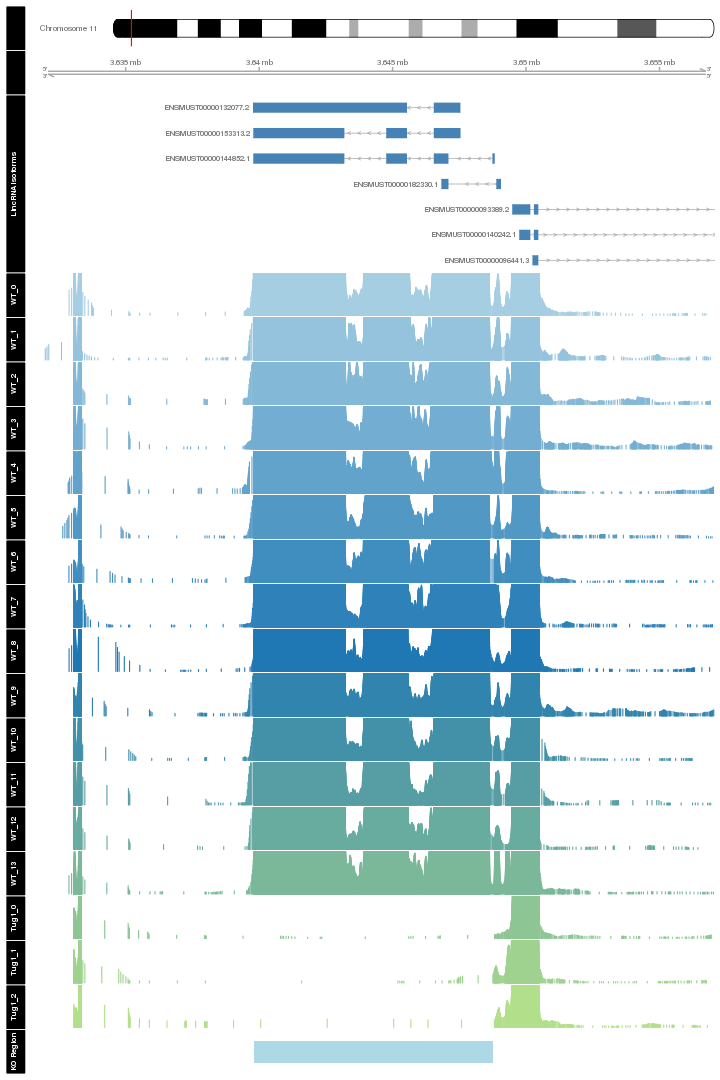 Chromosome 11
5' 3.635 mb 3.64 mb 3.645 mb 3.65 mb 3.655 mb 3'
3' 5'
LincRNA Isoforms
ENSMUST00000132077.2
ENSMUST00000153313.2
ENSMUST00000144852.1
ENSMUST00000182330.1
ENSMUST00000093389.2
ENSMUST00000140242.1
ENSMUST00000096441.3
WT_0
WT_1
WT_2
WT_3
WT_4
WT_5
WT_6
WT_7
WT_8
WT_9
WT_10
WT_11
WT_12
WT_13
Tug1_0
Tug1_1
Tug1_2
KO Region